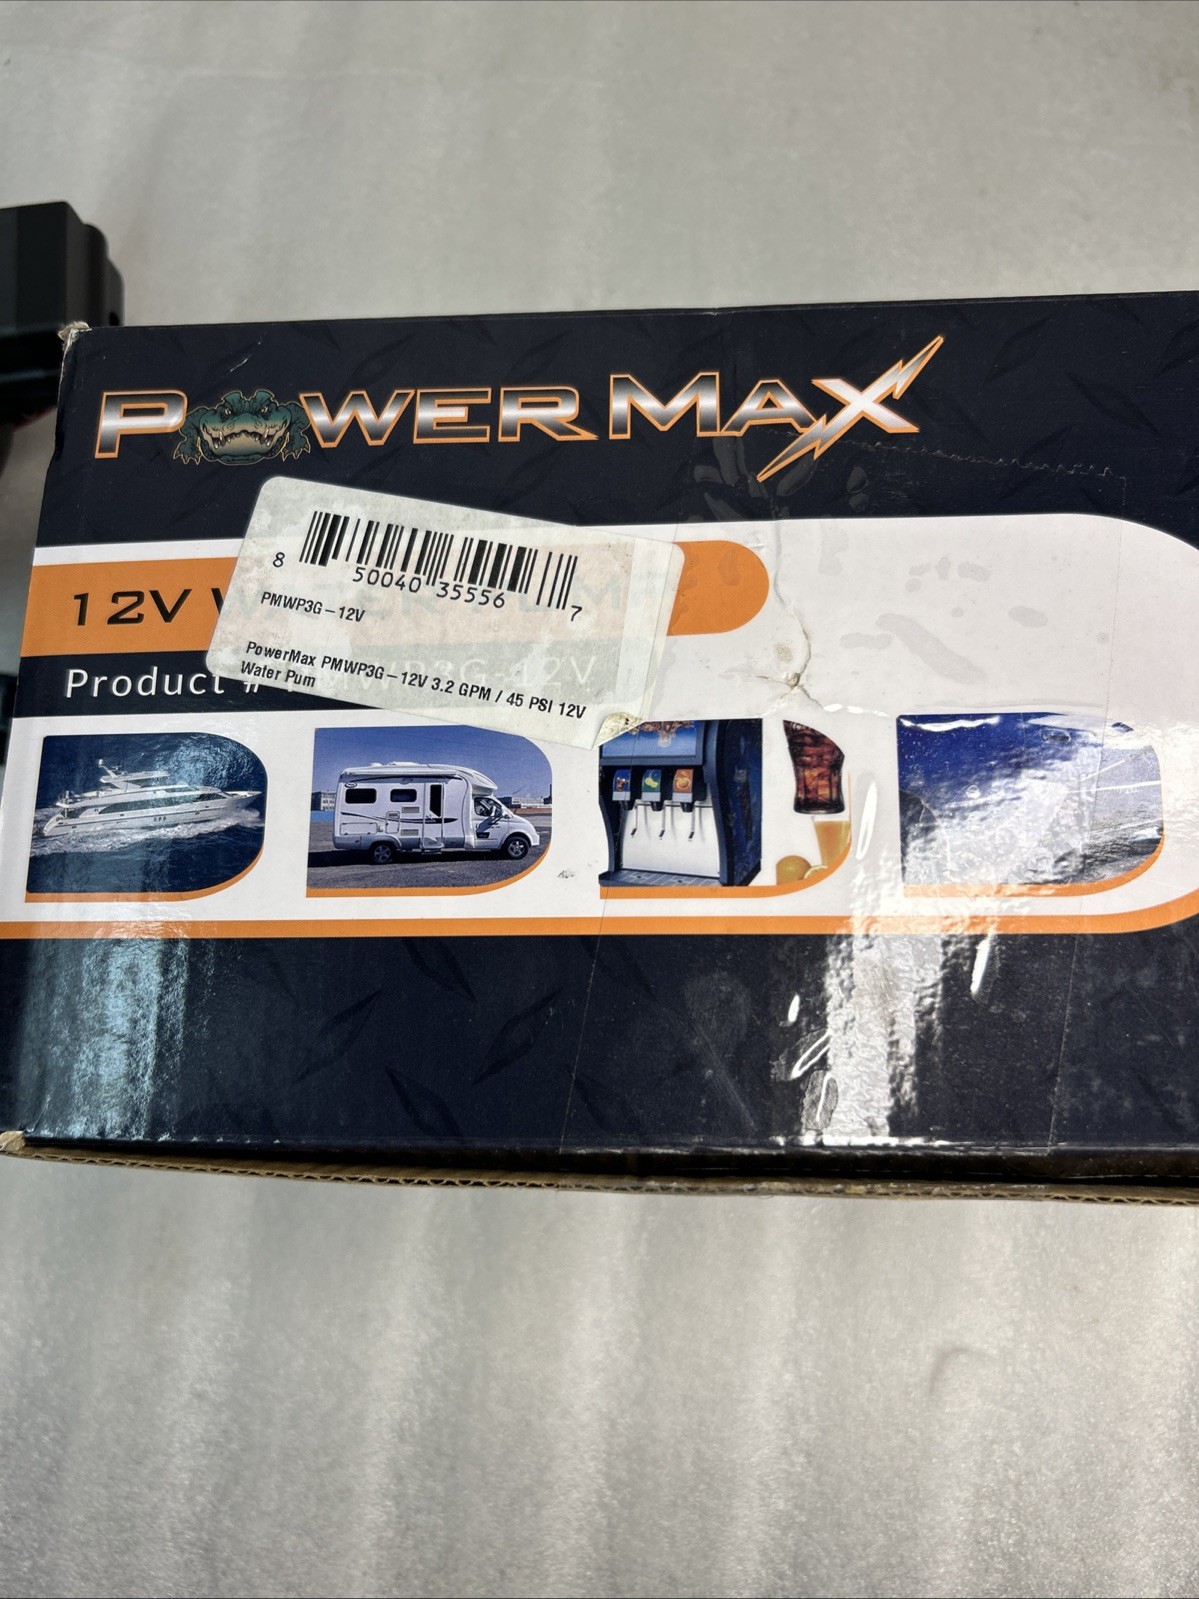 POWERMAX
8 50040 35556 7
12V
PMWP3G-12V
PowerMax PMWP3G-12V 3.2 GPM / 45 PSI 12V
Water Pum
Product #